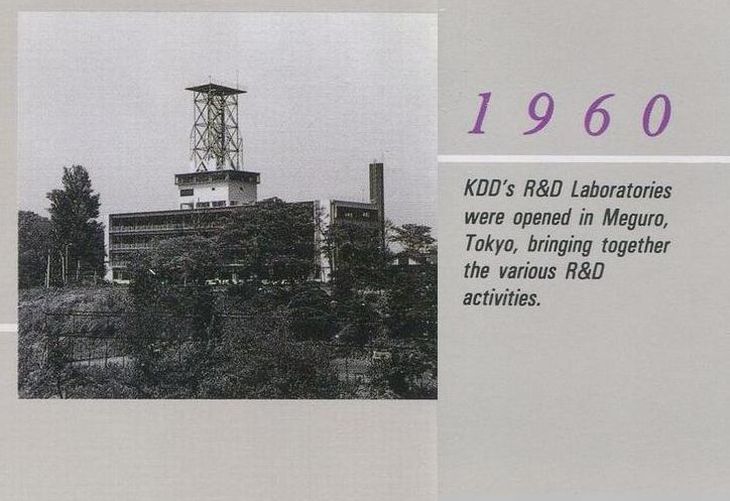 1960
KDD's R&D Laboratories
were opened in Meguro,
Tokyo, bringing together
the various R&D
activities.